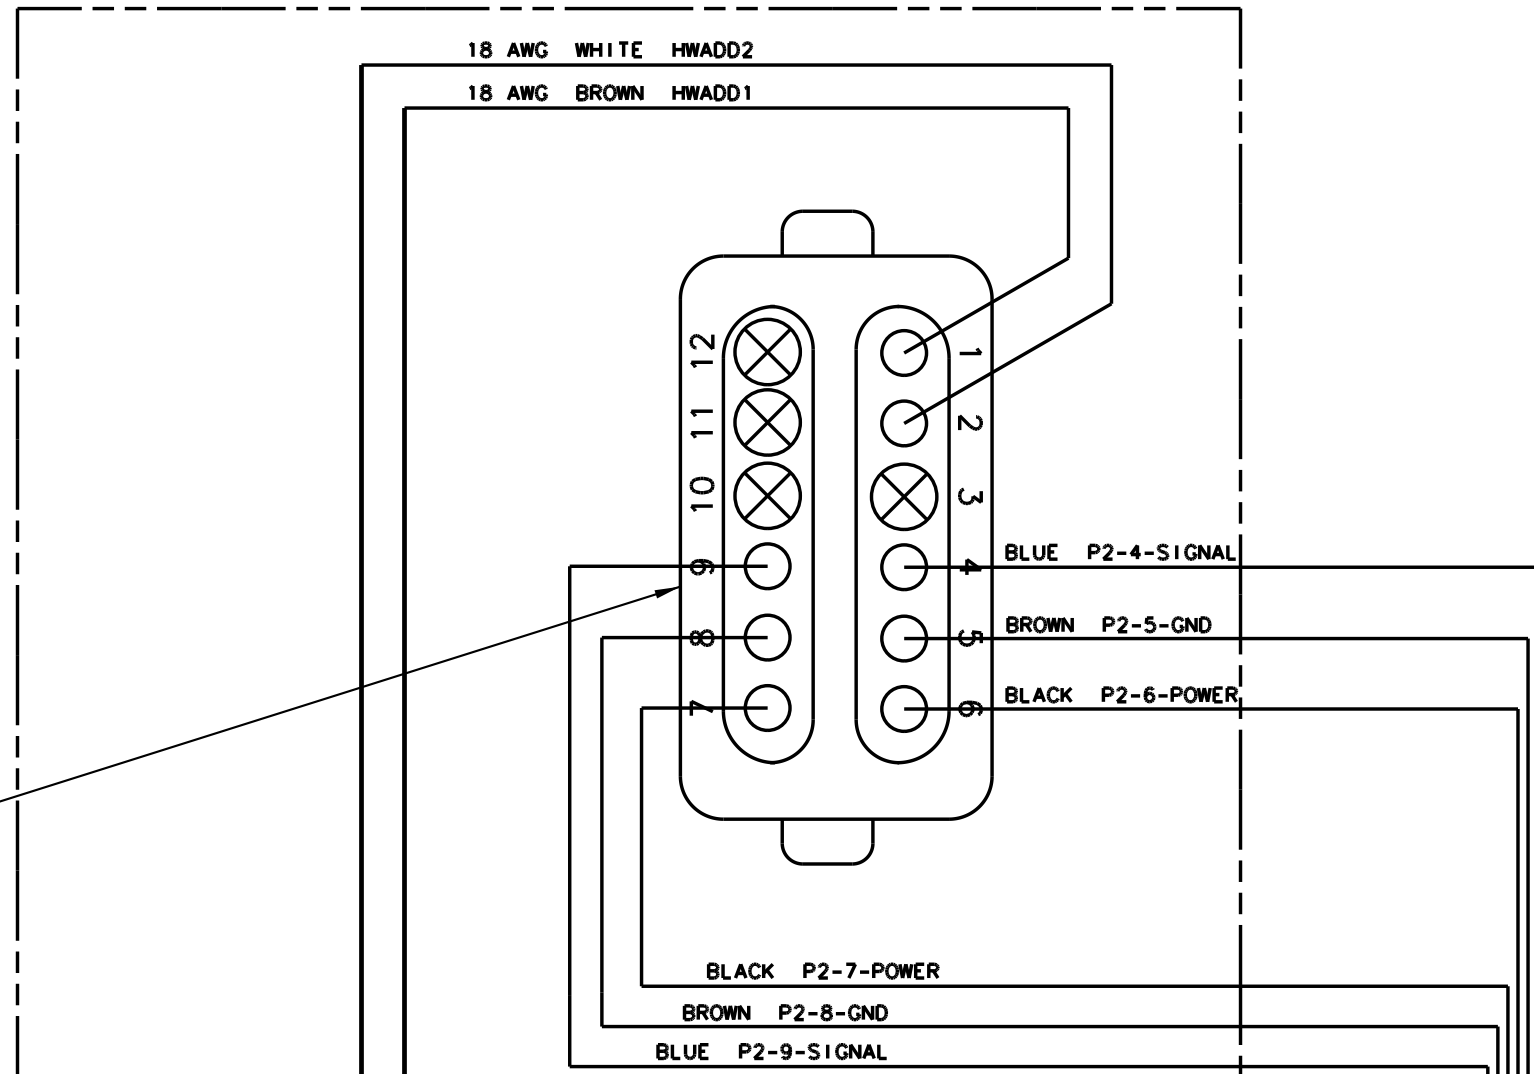 18 AWG WHITE HWADD2
18 AWG BROWN HWADD1
12
1
11
2
10
3
9
4
BLUE P2-4-SIGNAL
8
5
BROWN P2-5-GND
7
6
BLACK P2-6-POWER
BLACK P2-7-POWER
BROWN P2-8-GND
BLUE P2-9-SIGNAL